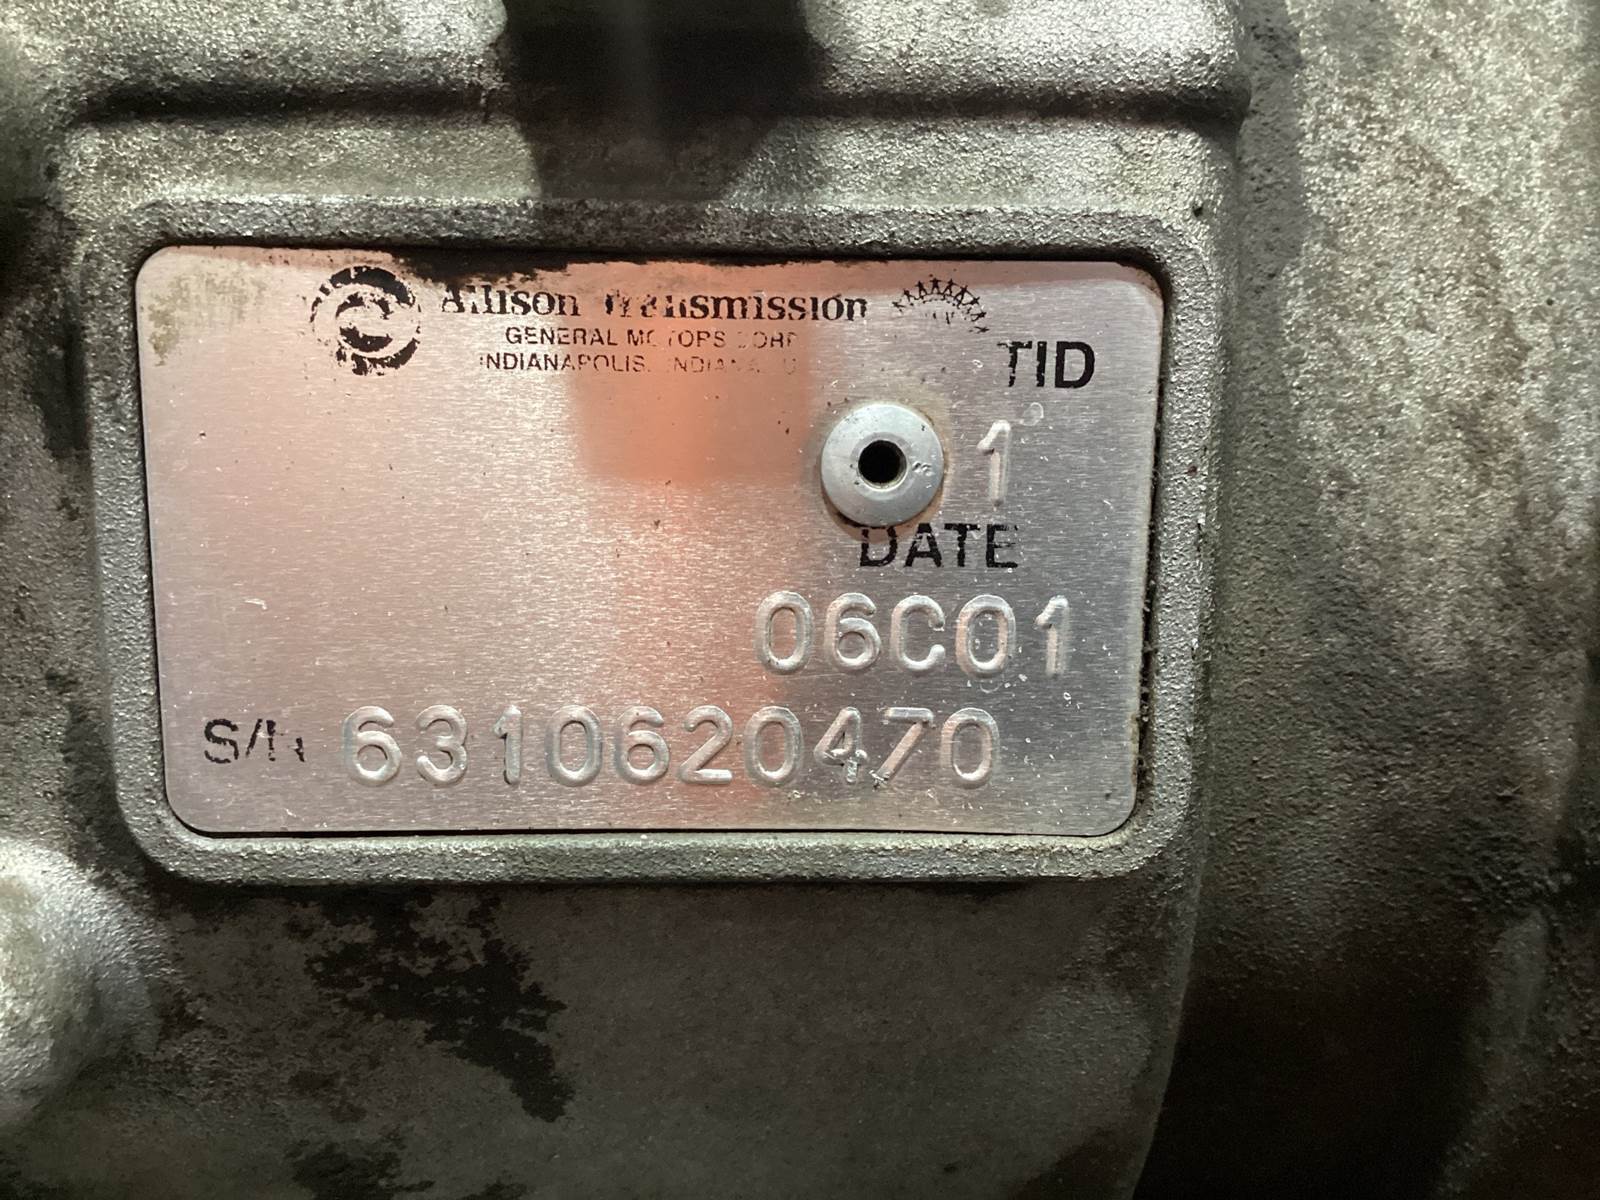 Allison Transmission
GENERAL MOTORS CORP
INDIANAPOLIS, INDIANA U
TID
1
DATE
06C01
S/N 6310620470